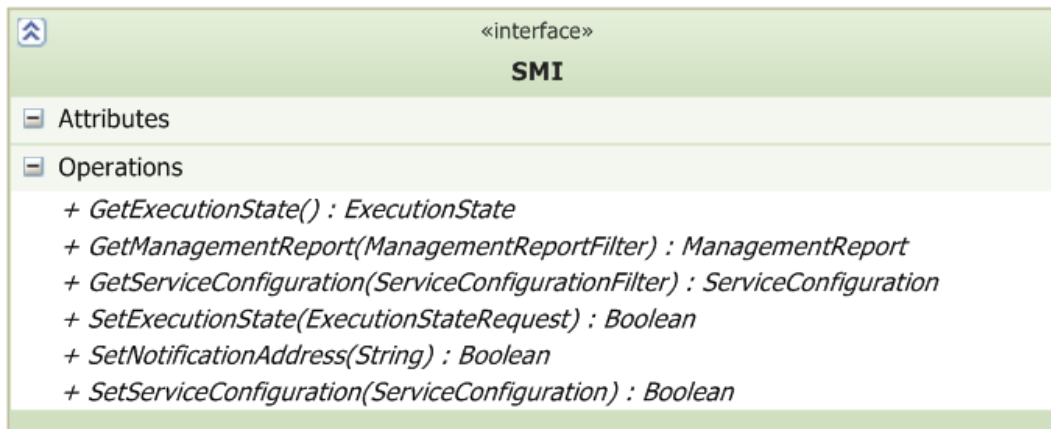 «interface»
SMI
Attributes
Operations
+ GetExecutionState() : ExecutionState
+ GetManagementReport(ManagementReportFilter) : ManagementReport
+ GetServiceConfiguration(ServiceConfigurationFilter) : ServiceConfiguration
+ SetExecutionState(ExecutionStateRequest) : Boolean
+ SetNotificationAddress(String) : Boolean
+ SetServiceConfiguration(ServiceConfiguration) : Boolean